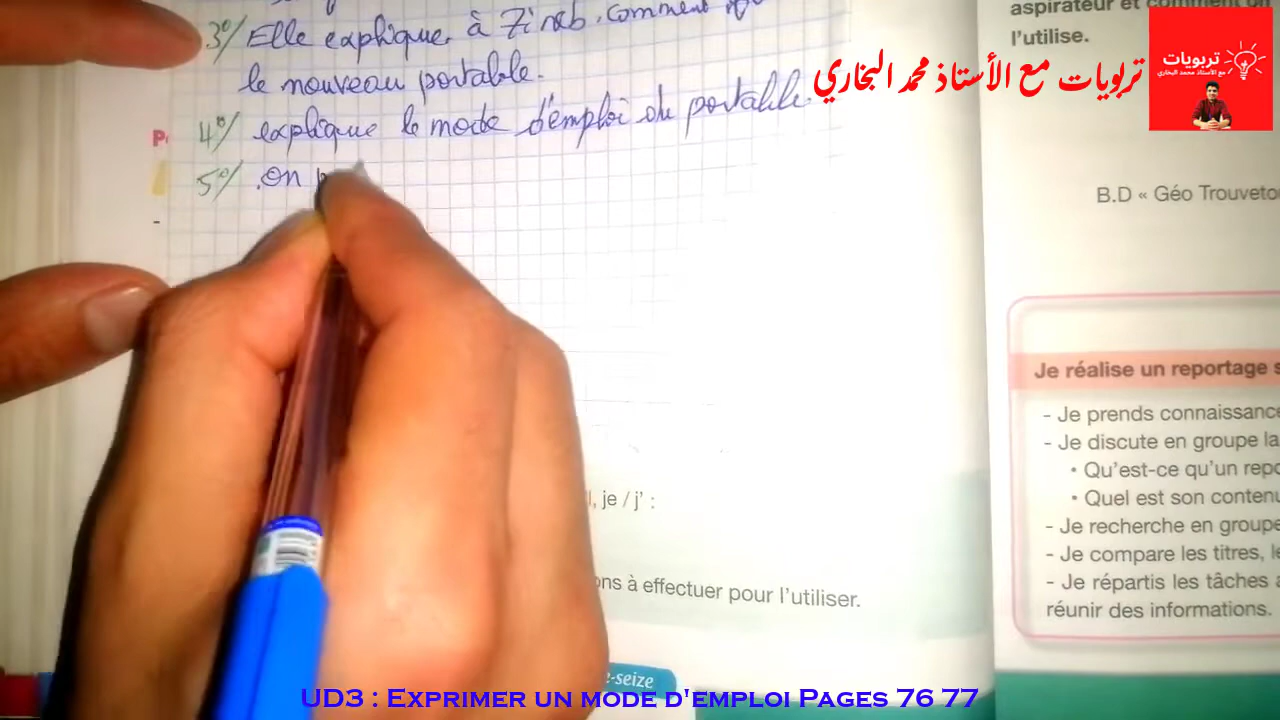 3°/ Elle explique à Zineb comment
le nouveau portable.
4°/ explique le mode d'emploi du portable.
5°/ .on
aspirateur et comment on
l'utilise.
تربويات مع الأستاذ محمد البخاري
تربويات
مع الأستاذ محمد البخاري
B.D « Géo Trouveto
Je réalise un reportage s
- Je prends connaissance
- Je discute en groupe la
• Qu'est-ce qu'un repo
• Quel est son contenu
- Je recherche en groupe
- Je compare les titres, le
- Je répartis les tâches a
réunir des informations.
l, je / j' :
ons à effectuer pour l'utiliser.
e-seize
UD3 : Exprimer un mode d'emploi Pages 76 77